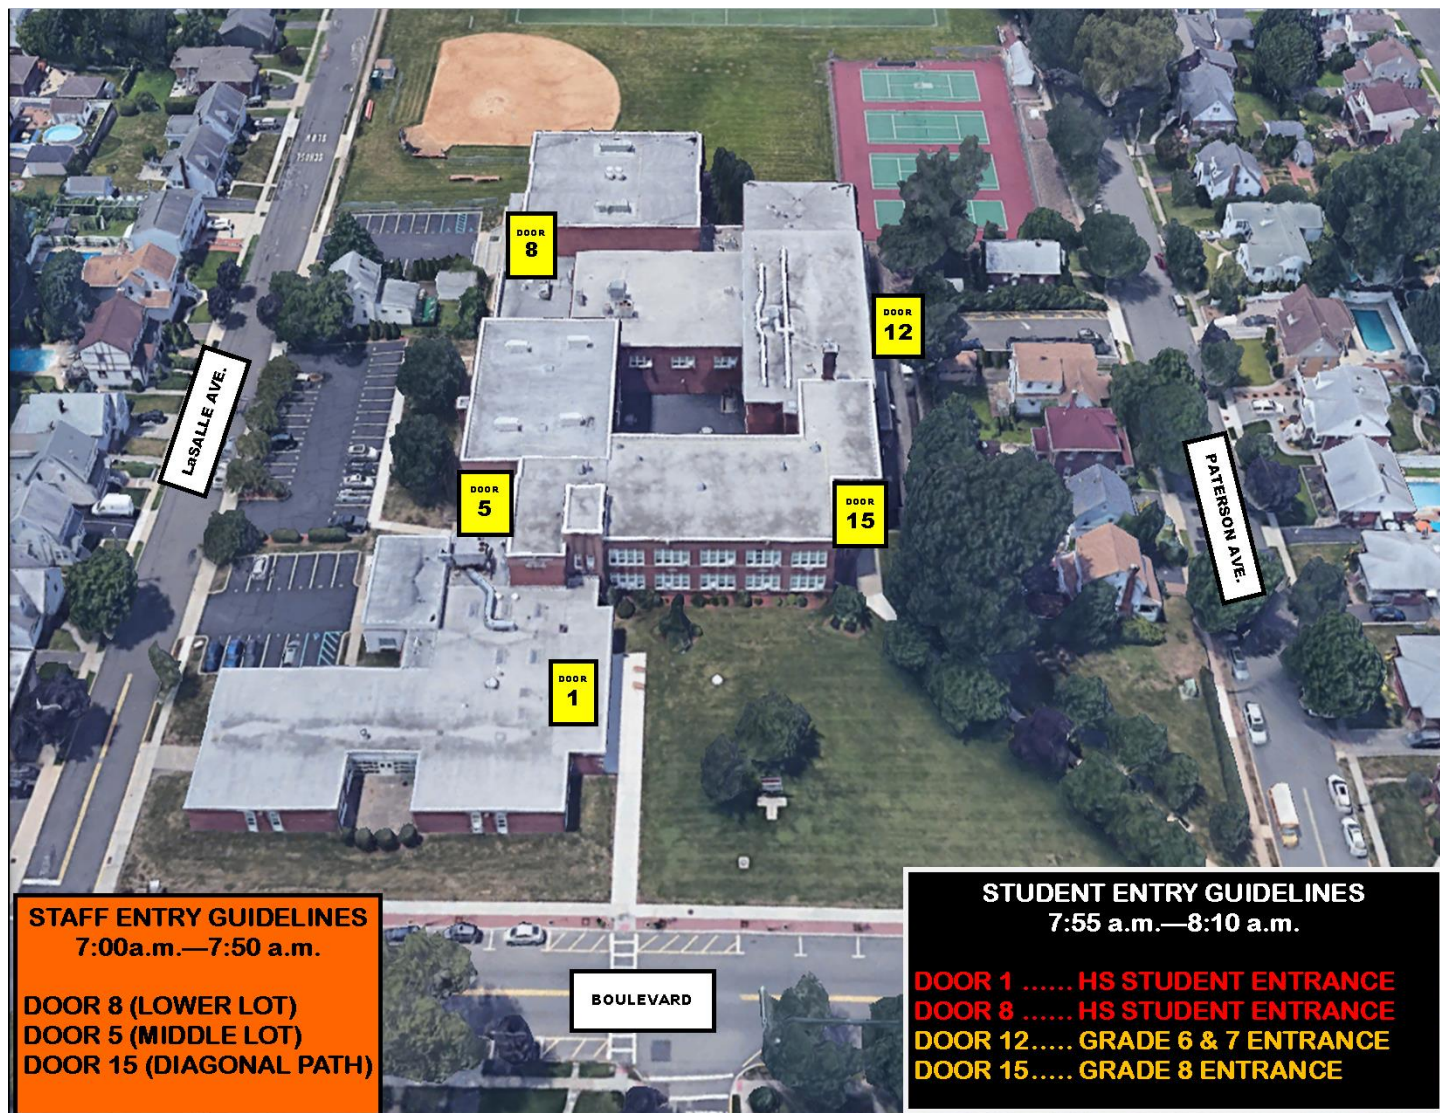 DOOR
8
DOOR
12
LaSALLE AVE.
DOOR
5
DOOR
15
PATERSON AVE.
DOOR
1
STAFF ENTRY GUIDELINES
7:00a.m.—7:50 a.m.
DOOR 8 (LOWER LOT)
DOOR 5 (MIDDLE LOT)
DOOR 15 (DIAGONAL PATH)
BOULEVARD
STUDENT ENTRY GUIDELINES
7:55 a.m.—8:10 a.m.
DOOR 1 ...... HS STUDENT ENTRANCE
DOOR 8 ...... HS STUDENT ENTRANCE
DOOR 12..... GRADE 6 & 7 ENTRANCE
DOOR 15..... GRADE 8 ENTRANCE